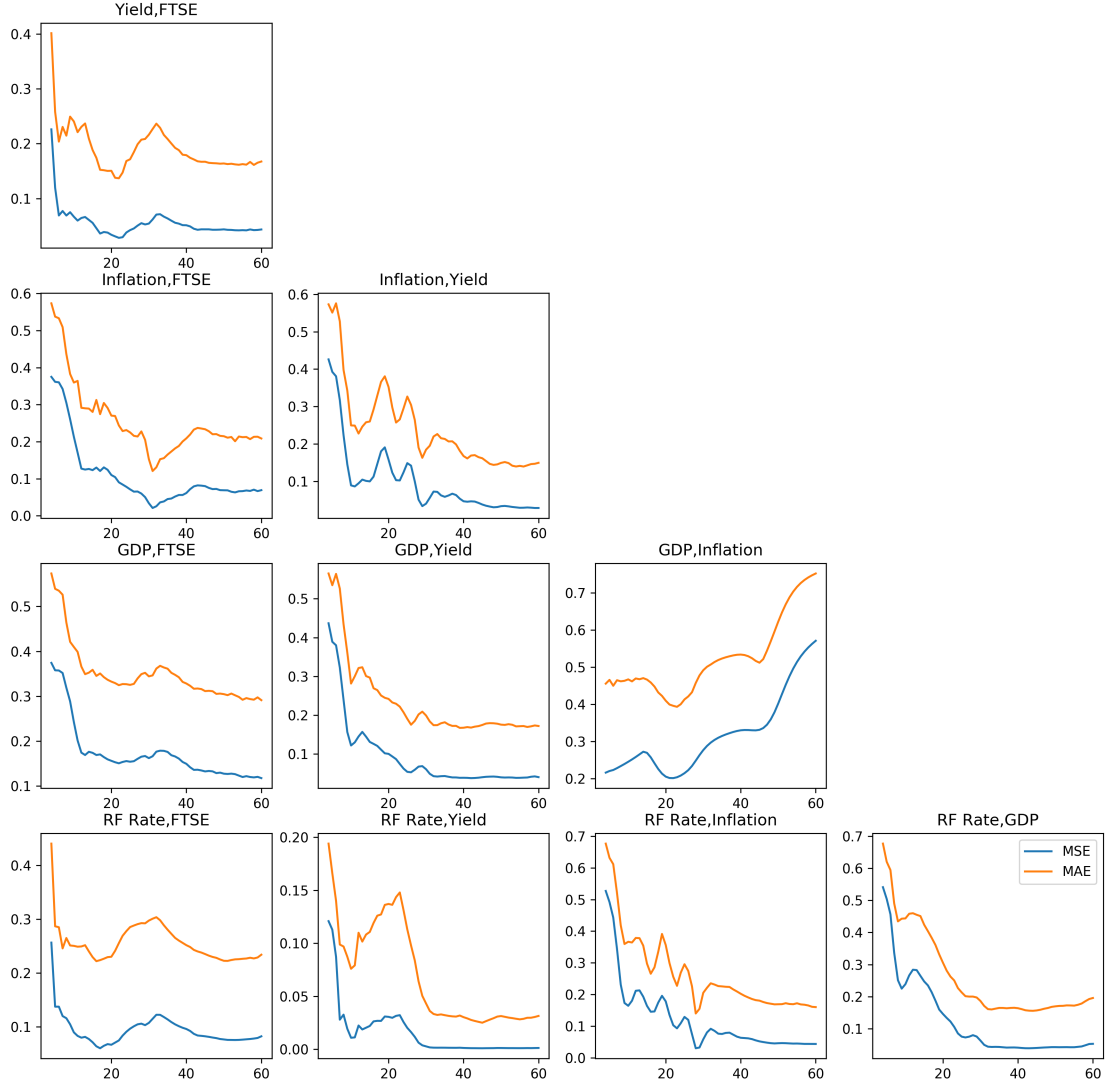 Yield,FTSE
0.4
0.3
0.2
0.1
20 40 60
Inflation,FTSE
0.6
0.5
0.4
0.3
0.2
0.1
0.0
20 40 60
Inflation,Yield
0.6
0.5
0.4
0.3
0.2
0.1
20 40 60
GDP,FTSE
0.5
0.4
0.3
0.2
0.1
20 40 60
GDP,Yield
0.5
0.4
0.3
0.2
0.1
20 40 60
GDP,Inflation
0.7
0.6
0.5
0.4
0.3
0.2
20 40 60
RF Rate,FTSE
0.4
0.3
0.2
0.1
20 40 60
RF Rate,Yield
0.20
0.15
0.10
0.05
0.00
20 40 60
RF Rate,Inflation
0.7
0.6
0.5
0.4
0.3
0.2
0.1
0.0
20 40 60
RF Rate,GDP
MSE
MAE
0.7
0.6
0.5
0.4
0.3
0.2
0.1
20 40 60